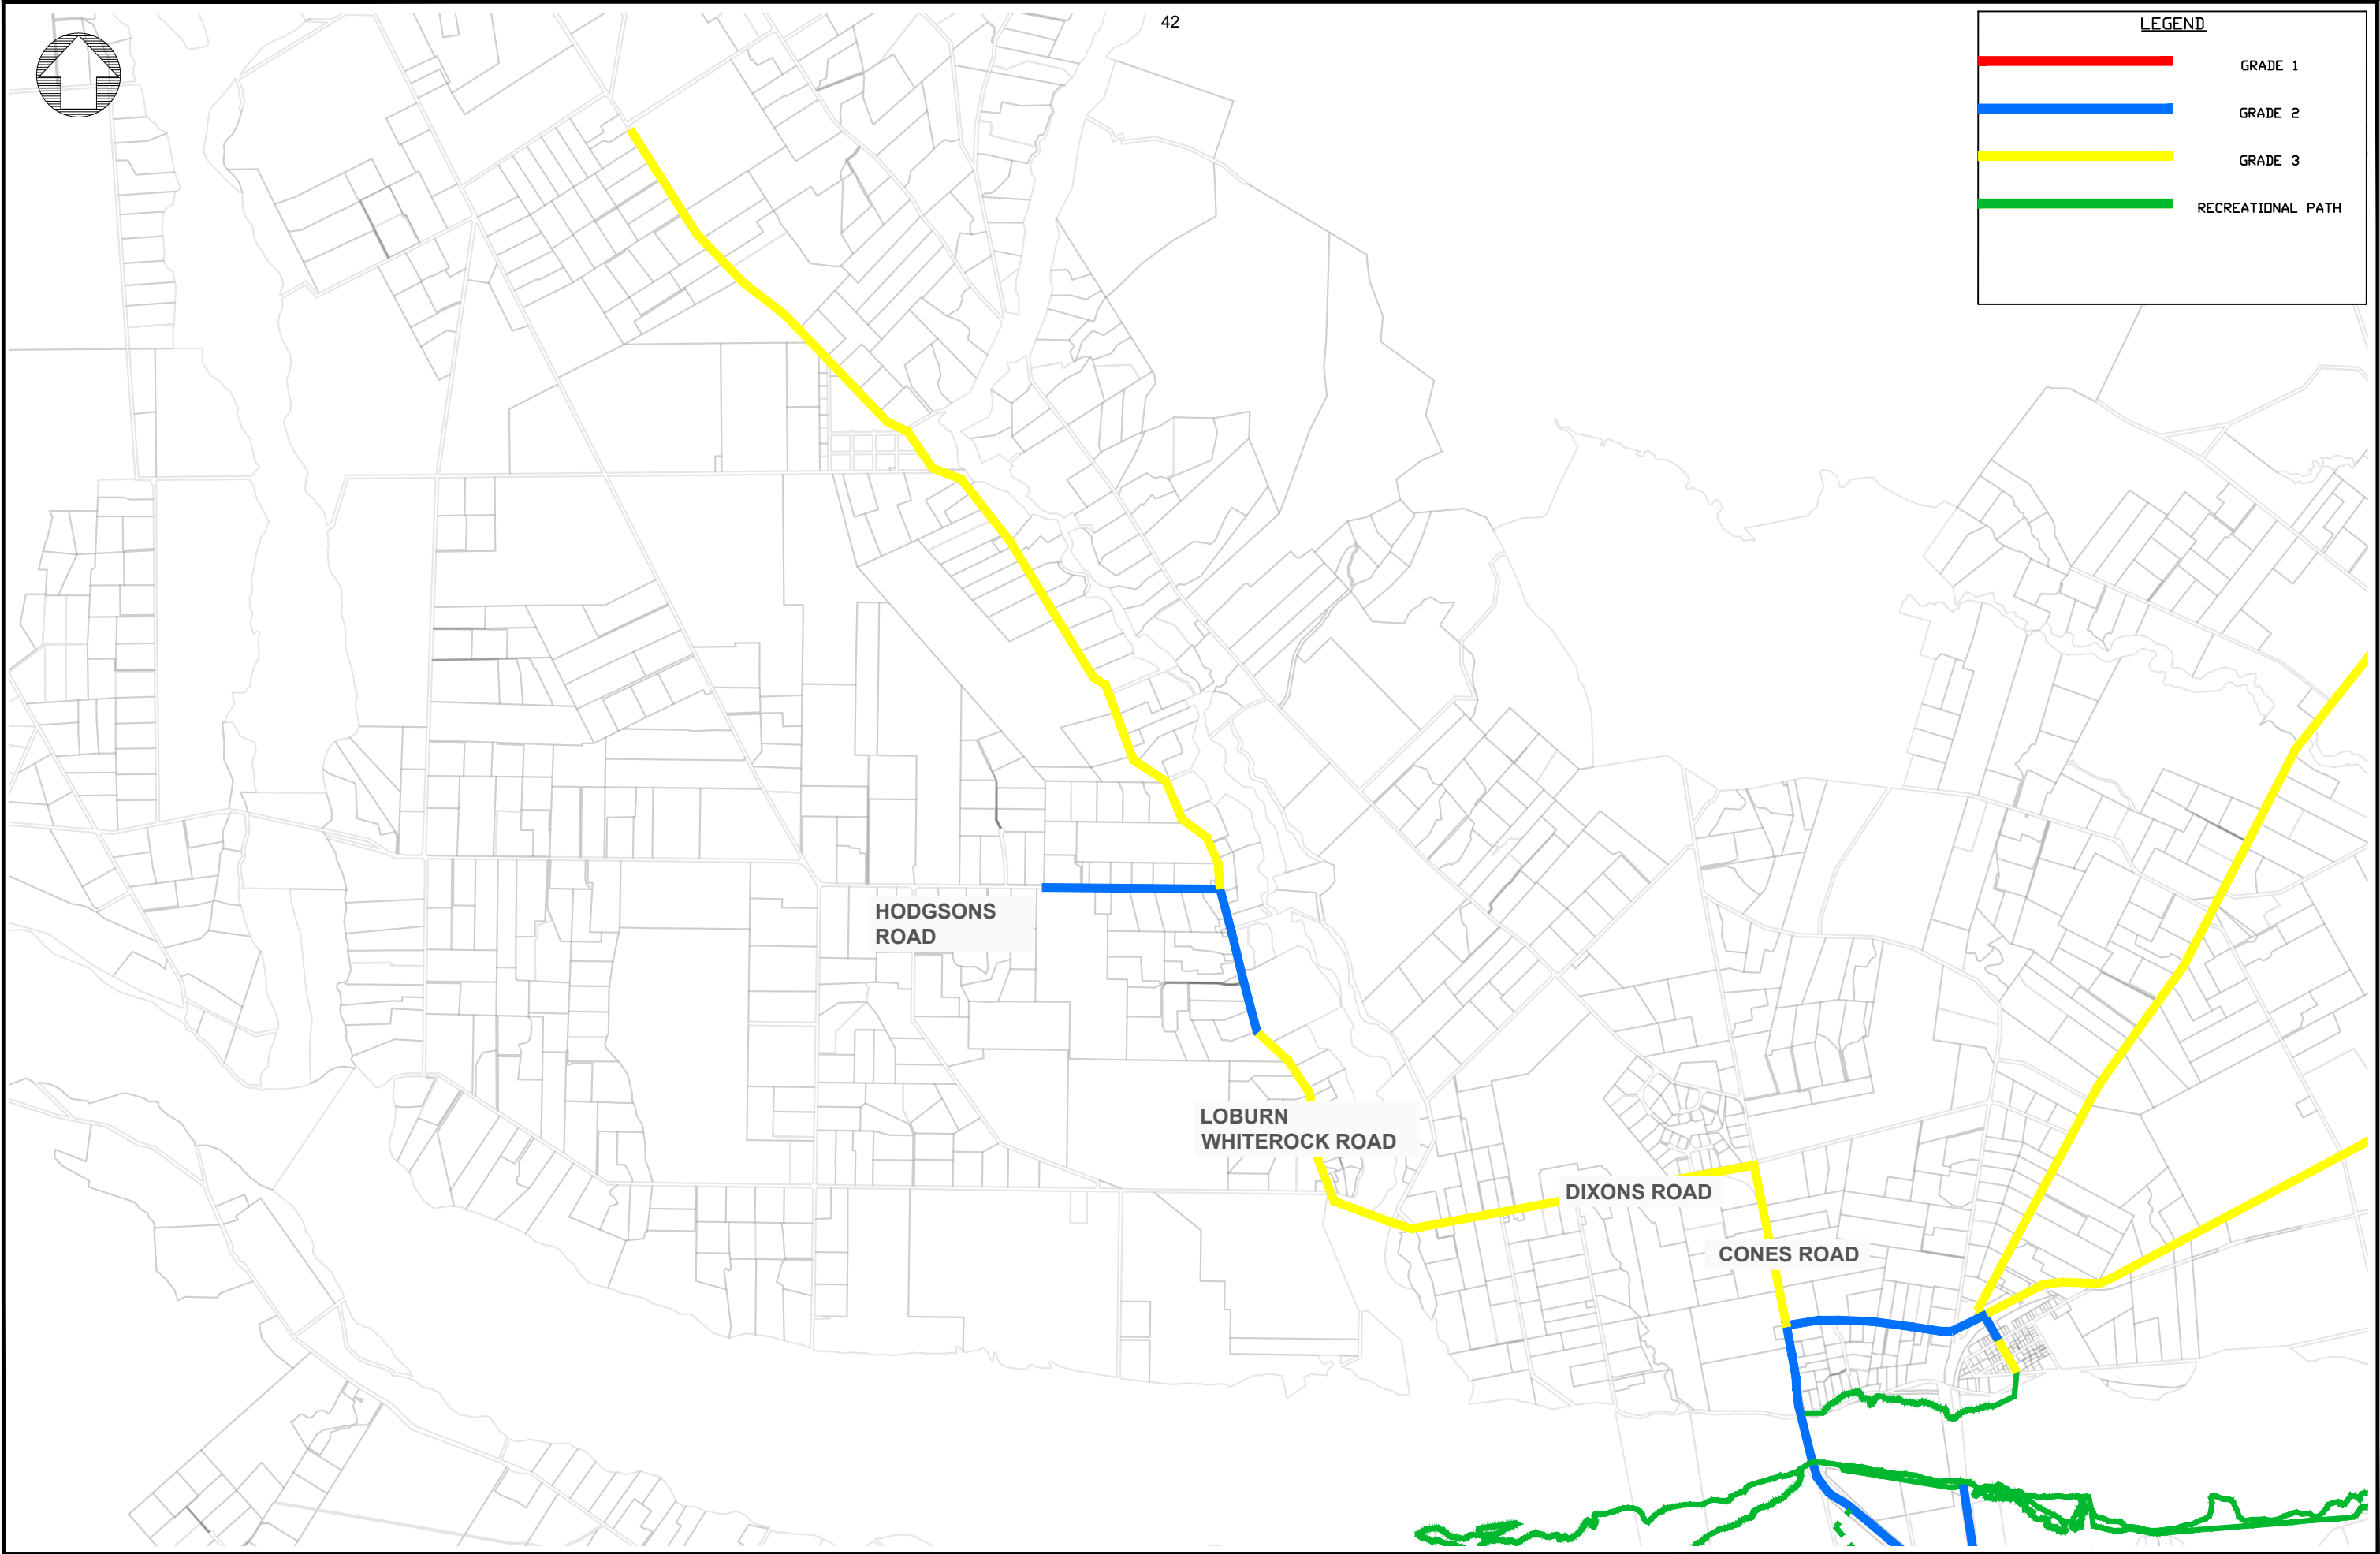 42
LEGEND
GRADE 1
GRADE 2
GRADE 3
RECREATIONAL PATH
HODGSONS
ROAD
LOBURN
WHITEROCK ROAD
DIXONS ROAD
CONES ROAD